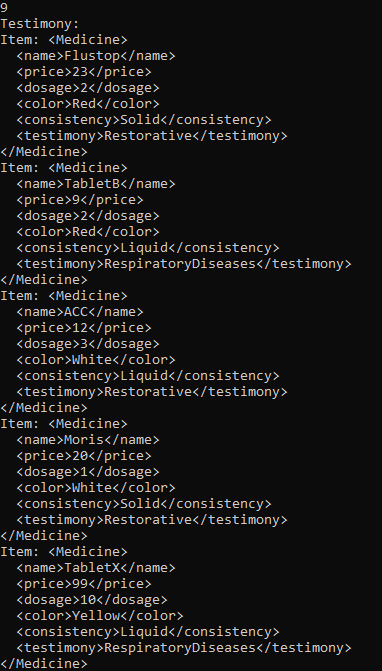 9
Testimony:
Item: <Medicine>
  <name>Flustop</name>
  <price>23</price>
  <dosage>2</dosage>
  <color>Red</color>
  <consistency>Solid</consistency>
  <testimony>Restorative</testimony>
</Medicine>
Item: <Medicine>
  <name>TabletB</name>
  <price>9</price>
  <dosage>2</dosage>
  <color>Red</color>
  <consistency>Liquid</consistency>
  <testimony>RespiratoryDiseases</testimony>
</Medicine>
Item: <Medicine>
  <name>ACC</name>
  <price>12</price>
  <dosage>3</dosage>
  <color>White</color>
  <consistency>Liquid</consistency>
  <testimony>Restorative</testimony>
</Medicine>
Item: <Medicine>
  <name>Moris</name>
  <price>20</price>
  <dosage>1</dosage>
  <color>White</color>
  <consistency>Solid</consistency>
  <testimony>Restorative</testimony>
</Medicine>
Item: <Medicine>
  <name>TabletX</name>
  <price>99</price>
  <dosage>10</dosage>
  <color>Yellow</color>
  <consistency>Liquid</consistency>
  <testimony>RespiratoryDiseases</testimony>
</Medicine>